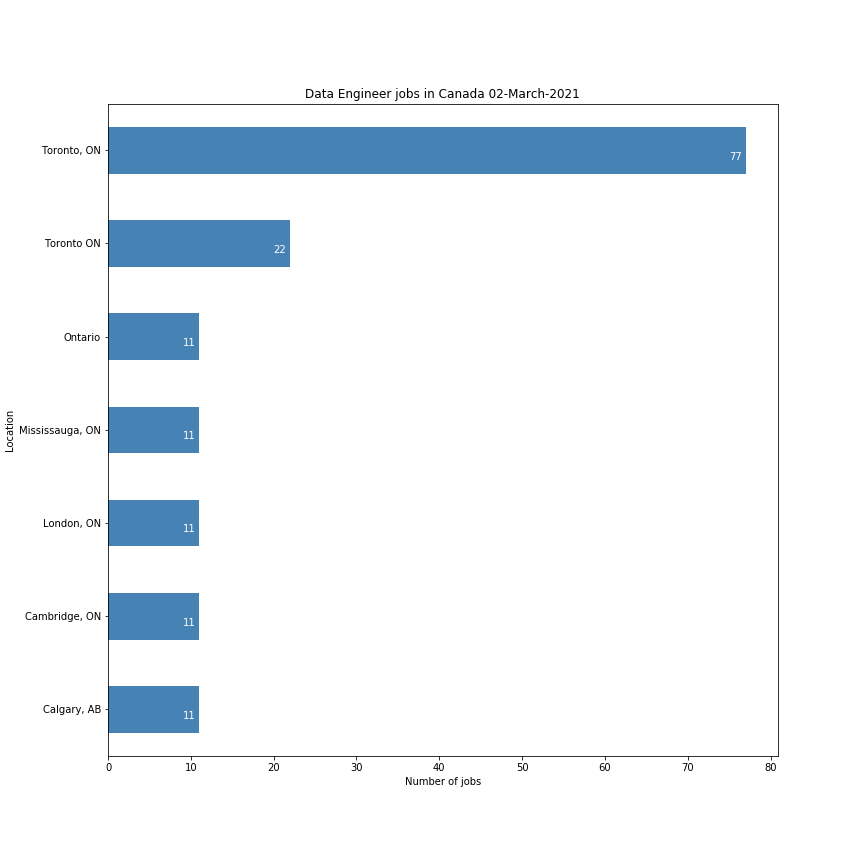 Data Engineer jobs in Canada 02-March-2021
Toronto, ON
77
Toronto ON
22
Ontario
11
Mississauga, ON
11
London, ON
11
Cambridge, ON
11
Calgary, AB
11
Location
0 10 20 30 40 50 60 70 80
Number of jobs